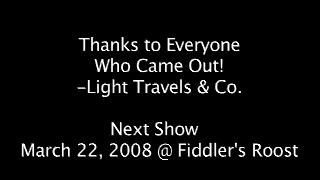 Thanks to Everyone
Who Came Out!
-Light Travels & Co.
Next Show
March 22, 2008 @ Fiddler's Roost